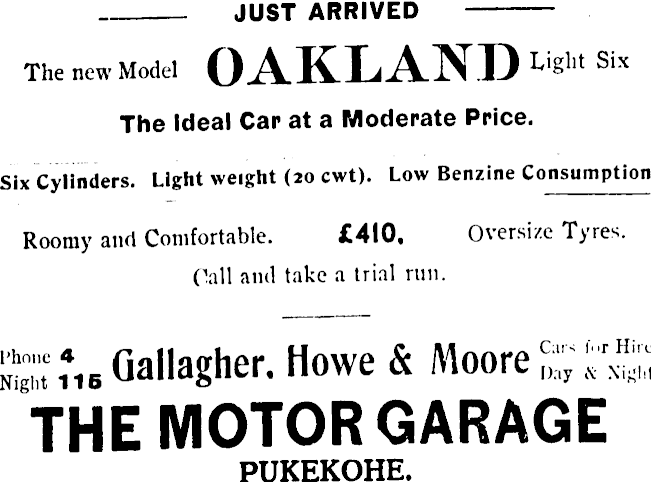 JUST ARRIVED
The new Model OAKLAND Light Six
The Ideal Car at a Moderate Price.
Six Cylinders. Light weight (20 cwt). Low Benzine Consumption
Roomy and Comfortable. £410. Oversize Tyres.
Call and take a trial run.
Phone 4
Night 115
Gallagher, Howe & Moore
Cars for Hire
Day & Night
THE MOTOR GARAGE
PUKEKOHE.